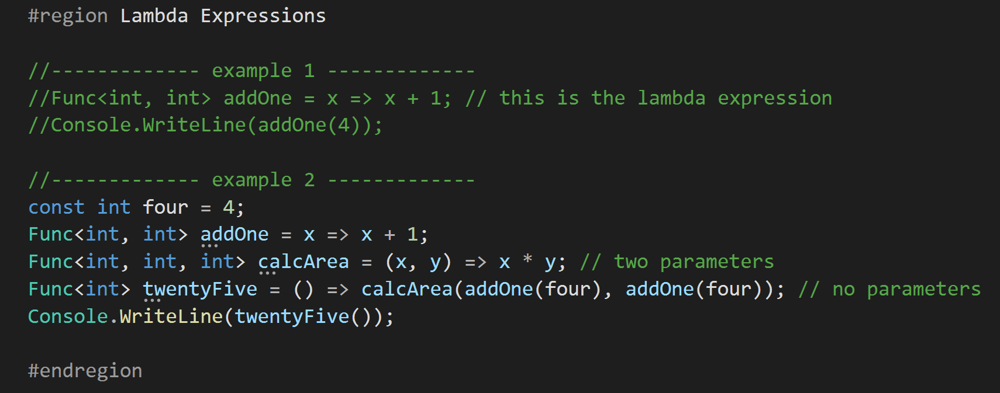 #region Lambda Expressions
//------------- example 1 -------------
//Func<int, int> addOne = x => x + 1; // this is the lambda expression
//Console.WriteLine(addOne(4));
//------------- example 2 -------------
const int four = 4;
Func<int, int> addOne = x => x + 1;
Func<int, int, int> calcArea = (x, y) => x * y; // two parameters
Func<int> twentyFive = () => calcArea(addOne(four), addOne(four)); // no parameters
Console.WriteLine(twentyFive());
#endregion